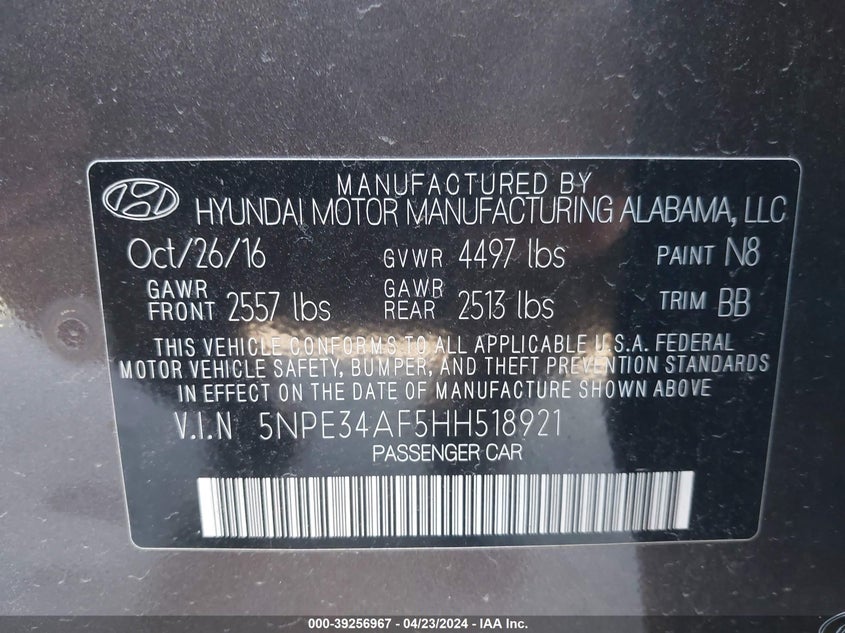 MANUFACTURED BY
HYUNDAI MOTOR MANUFACTURING ALABAMA, LLC
Oct/26/16 GVWR 4497 lbs PAINT N8
GAWR FRONT 2557 lbs GAWR REAR 2513 lbs TRIM BB
THIS VEHICLE CONFORMS TO ALL APPLICABLE U.S.A. FEDERAL
MOTOR VEHICLE SAFETY, BUMPER, AND THEFT PREVENTION STANDARDS
IN EFFECT ON THE DATE OF MANUFACTURE SHOWN ABOVE
V.I.N 5NPE34AF5HH518921
PASSENGER CAR
000-39256967 - 04/23/2024 - IAA Inc.